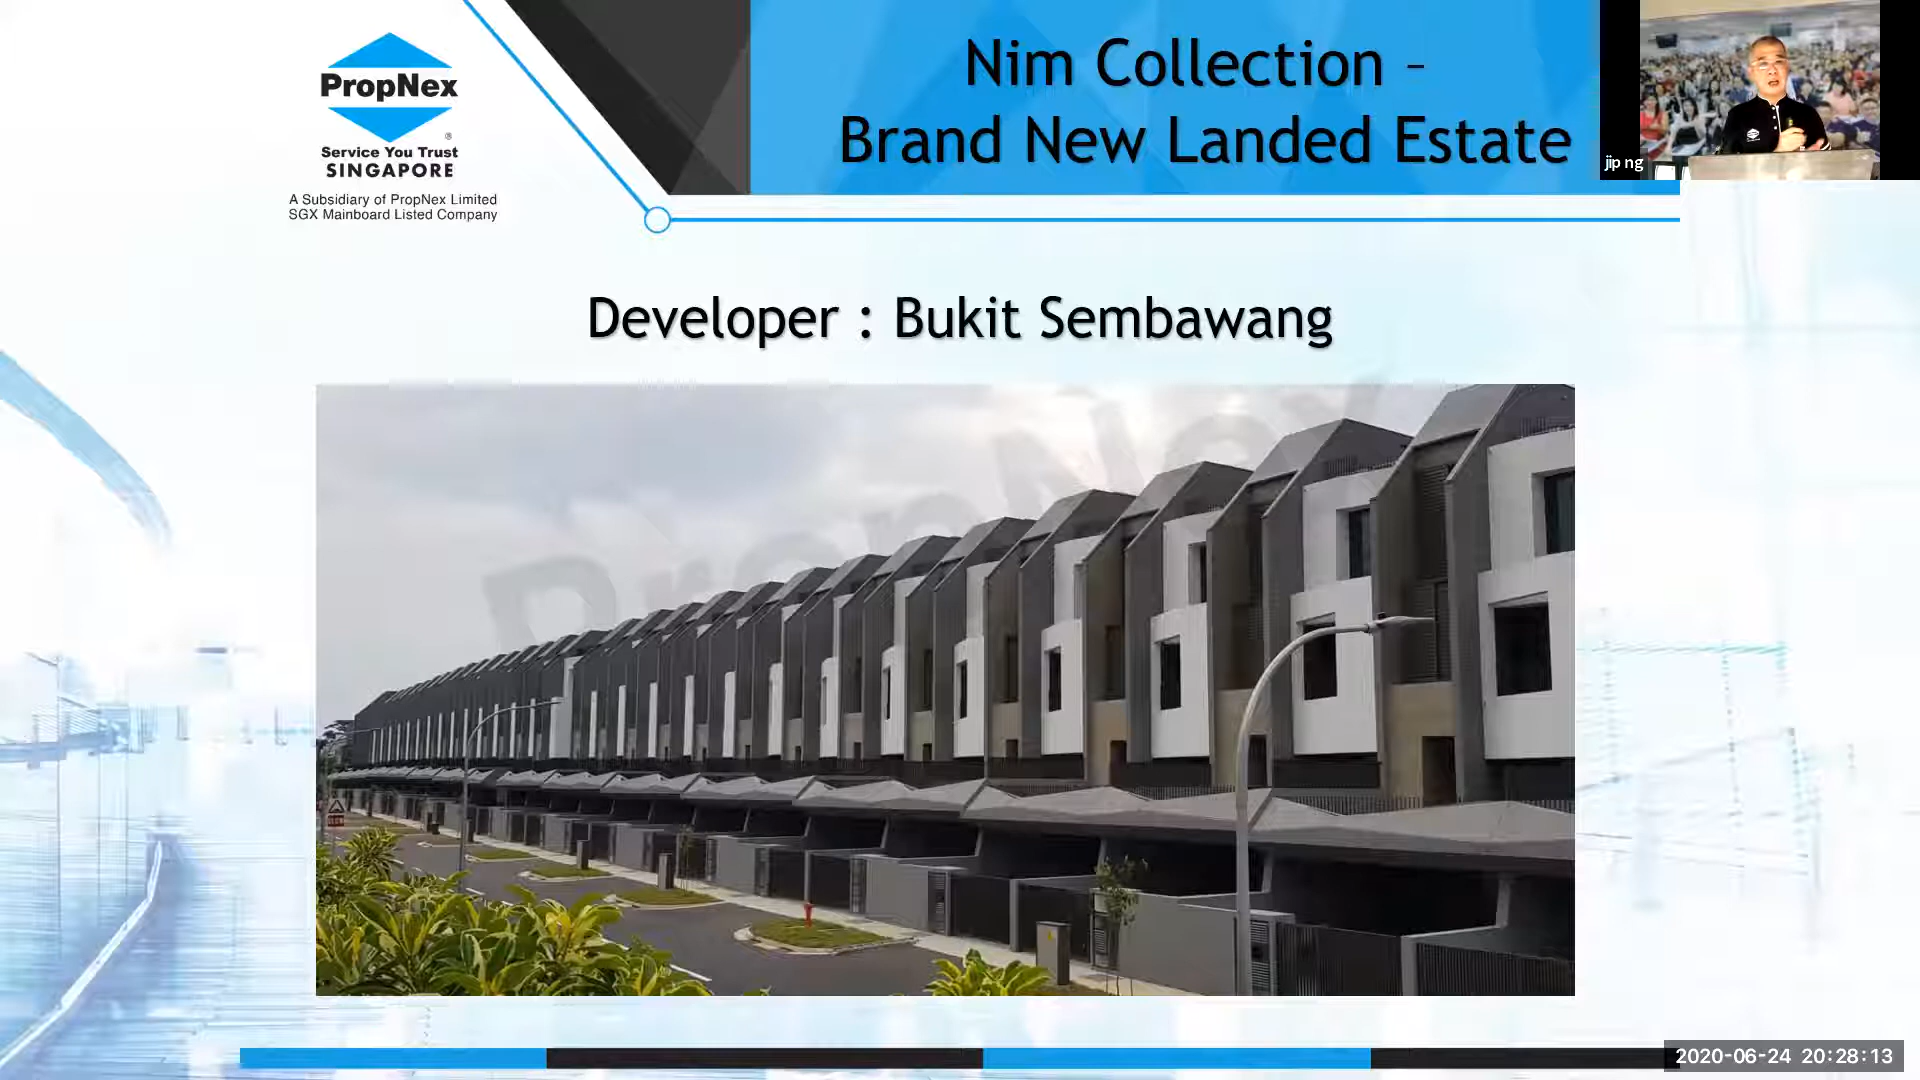 PropNex
®
Service You Trust
SINGAPORE
A Subsidiary of PropNex Limited
SGX Mainboard Listed Company
Nim Collection –
Brand New Landed Estate
jip ng
Developer : Bukit Sembawang
PropNex
2020-06-24 20:28:13